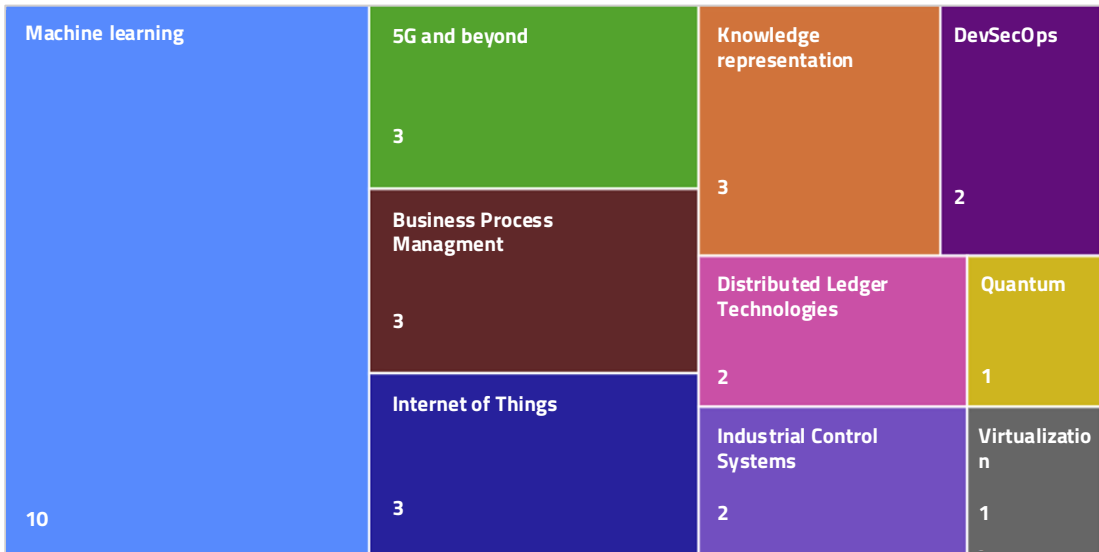 Machine learning
10
5G and beyond
3
Business Process
Managment
3
Internet of Things
3
Knowledge
representation
3
DevSecOps
2
Distributed Ledger
Technologies
2
Quantum
1
Industrial Control
Systems
2
Virtualizatio
n
1